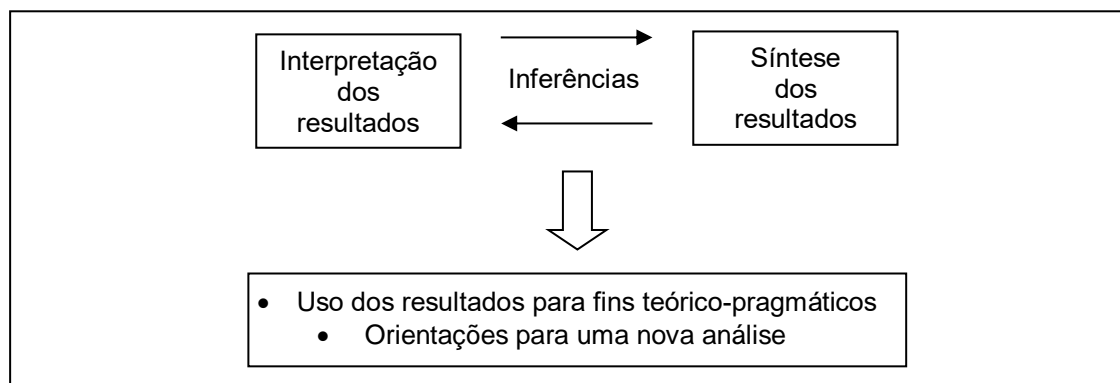 Interpretação
dos
resultados
Inferências
Síntese
dos
resultados
• Uso dos resultados para fins teórico-pragmáticos
• Orientações para uma nova análise